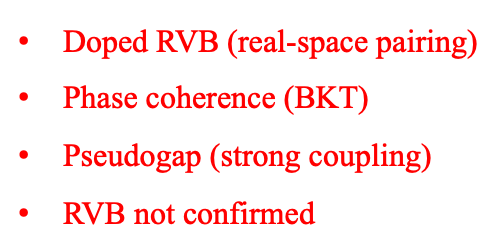 • Doped RVB (real-space pairing)
• Phase coherence (BKT)
• Pseudogap (strong coupling)
• RVB not confirmed